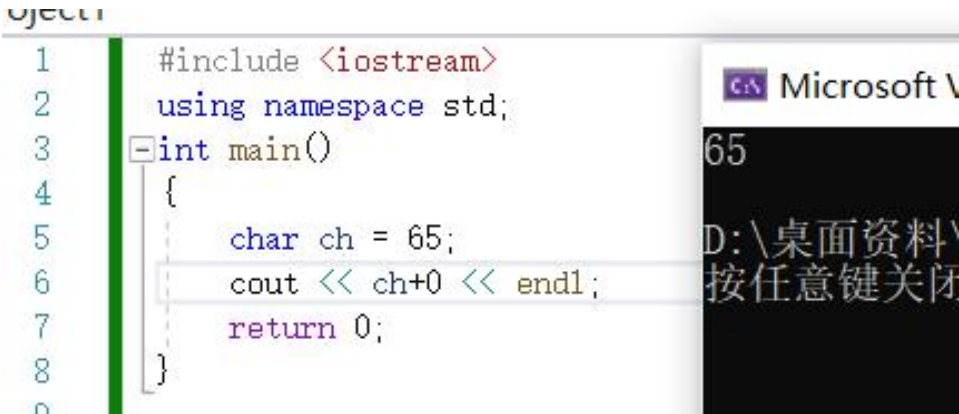 1 #include <iostream>
2 using namespace std;
3 int main()
4 {
5 char ch = 65;
6 cout << ch+0 << endl;
7 return 0;
8 }
Microsoft
65
D:\桌面资料\
按任意键关闭